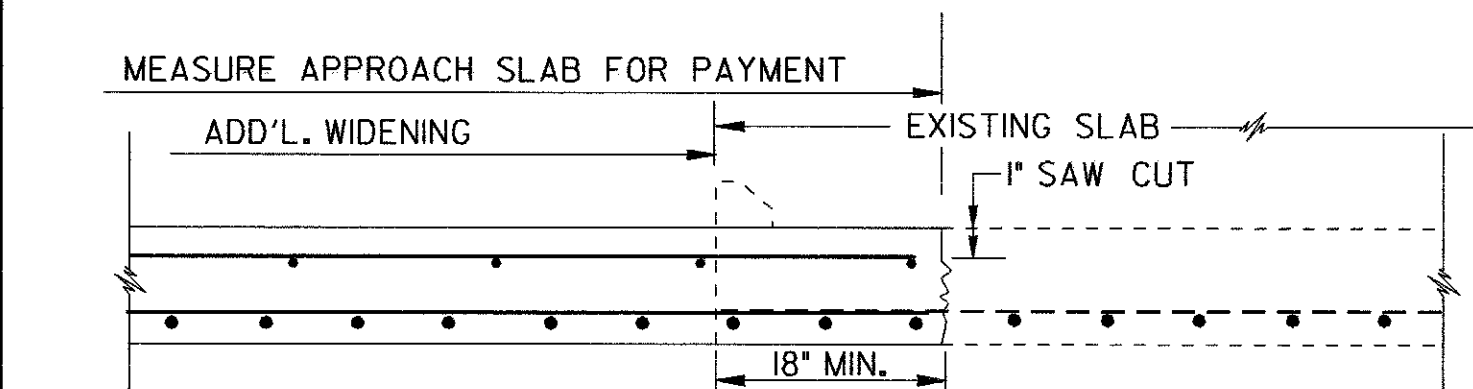 MEASURE APPROACH SLAB FOR PAYMENT
ADD'L. WIDENING
EXISTING SLAB
1" SAW CUT
18" MIN.